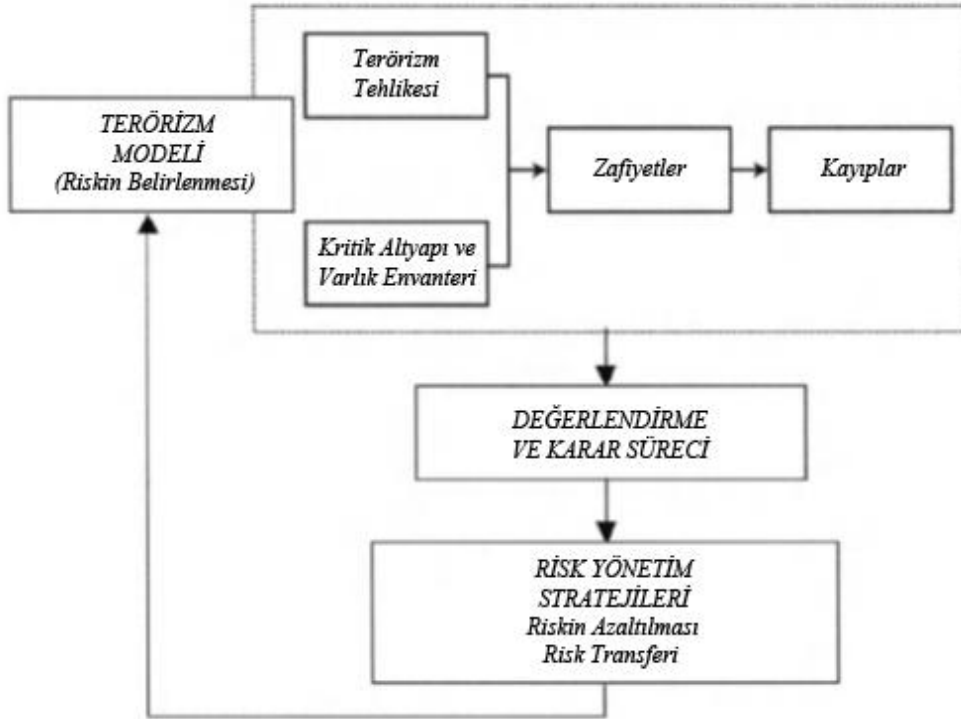 TERÖRİZM
MODELİ
(Riskin Belirlenmesi)
Terörizm
Tehlikesi
Kritik Altyapı ve
Varlık Envanteri
Zafiyetler
Kayıplar
DEĞERLENDİRME
VE KARAR SÜRECİ
RİSK YÖNETİM
STRATEJİLERİ
Riskin Azaltılması
Risk Transferi